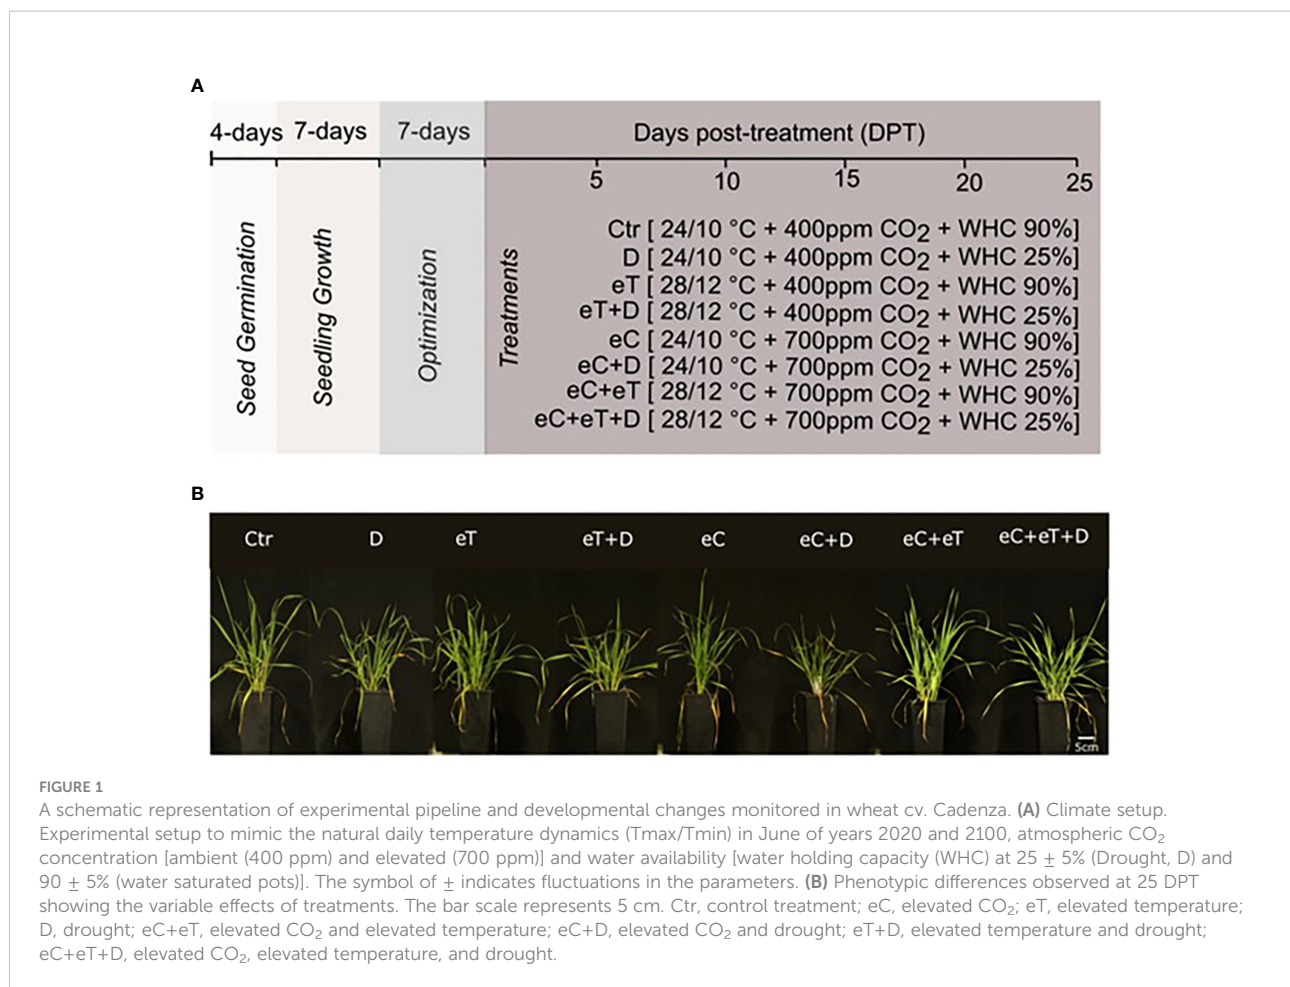 A
4-days 7-days 7-days Days post-treatment (DPT)
5 10 15 20 25
Seed Germination
Seedling Growth
Optimization
Treatments
Ctr [ 24/10 °C + 400ppm CO2 + WHC 90%]
D [ 24/10 °C + 400ppm CO2 + WHC 25%]
eT [ 28/12 °C + 400ppm CO2 + WHC 90%]
eT+D [ 28/12 °C + 400ppm CO2 + WHC 25%]
eC [ 24/10 °C + 700ppm CO2 + WHC 90%]
eC+D [ 24/10 °C + 700ppm CO2 + WHC 25%]
eC+eT [ 28/12 °C + 700ppm CO2 + WHC 90%]
eC+eT+D [ 28/12 °C + 700ppm CO2 + WHC 25%]
B
Ctr D eT eT+D eC eC+D eC+eT eC+eT+D
5cm
FIGURE 1
A schematic representation of experimental pipeline and developmental changes monitored in wheat cv. Cadenza. (A) Climate setup.
Experimental setup to mimic the natural daily temperature dynamics (Tmax/Tmin) in June of years 2020 and 2100, atmospheric CO2
concentration [ambient (400 ppm) and elevated (700 ppm)] and water availability [water holding capacity (WHC) at 25 ± 5% (Drought, D) and
90 ± 5% (water saturated pots)]. The symbol of ± indicates fluctuations in the parameters. (B) Phenotypic differences observed at 25 DPT
showing the variable effects of treatments. The bar scale represents 5 cm. Ctr, control treatment; eC, elevated CO2; eT, elevated temperature;
D, drought; eC+eT, elevated CO2 and elevated temperature; eC+D, elevated CO2 and drought; eT+D, elevated temperature and drought;
eC+eT+D, elevated CO2, elevated temperature, and drought.